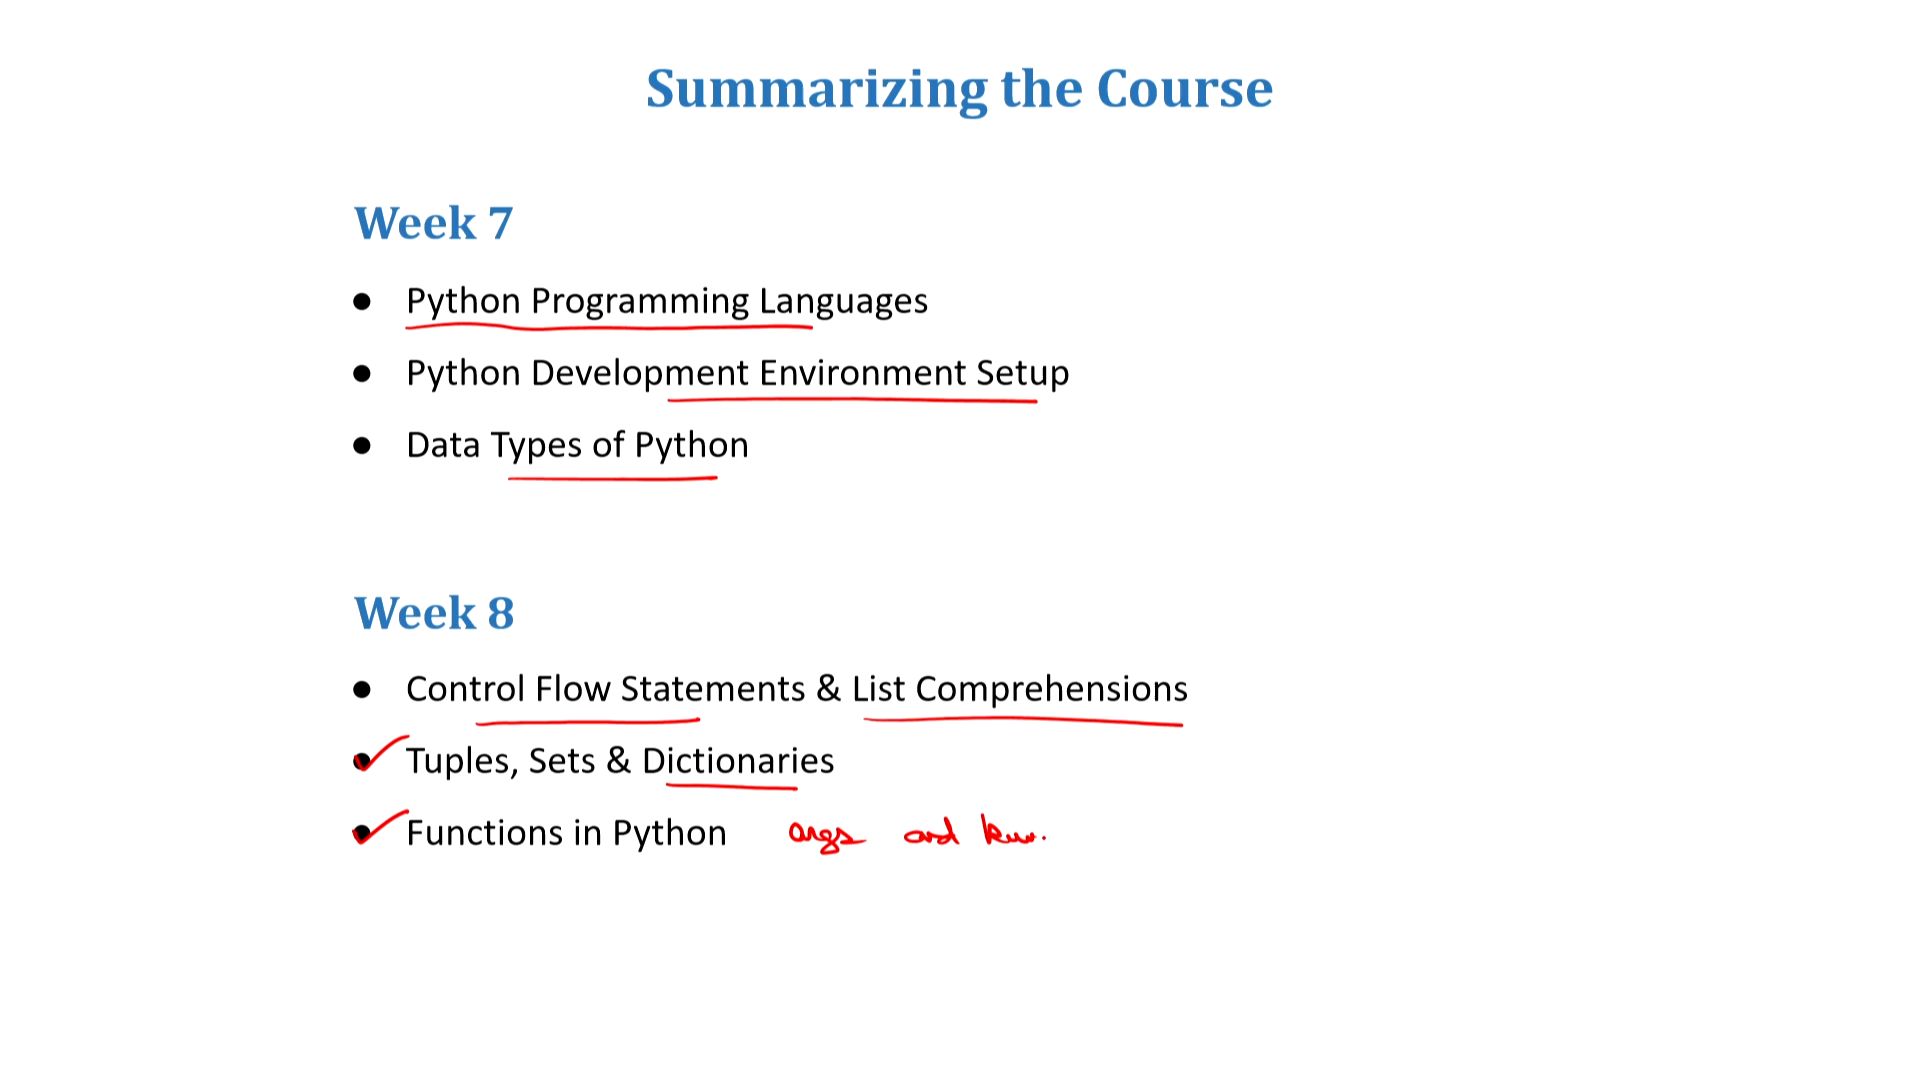 Summarizing the Course
Week 7
● Python Programming Languages
● Python Development Environment Setup
● Data Types of Python
Week 8
● Control Flow Statements & List Comprehensions
● Tuples, Sets & Dictionaries
● Functions in Python args and kw.